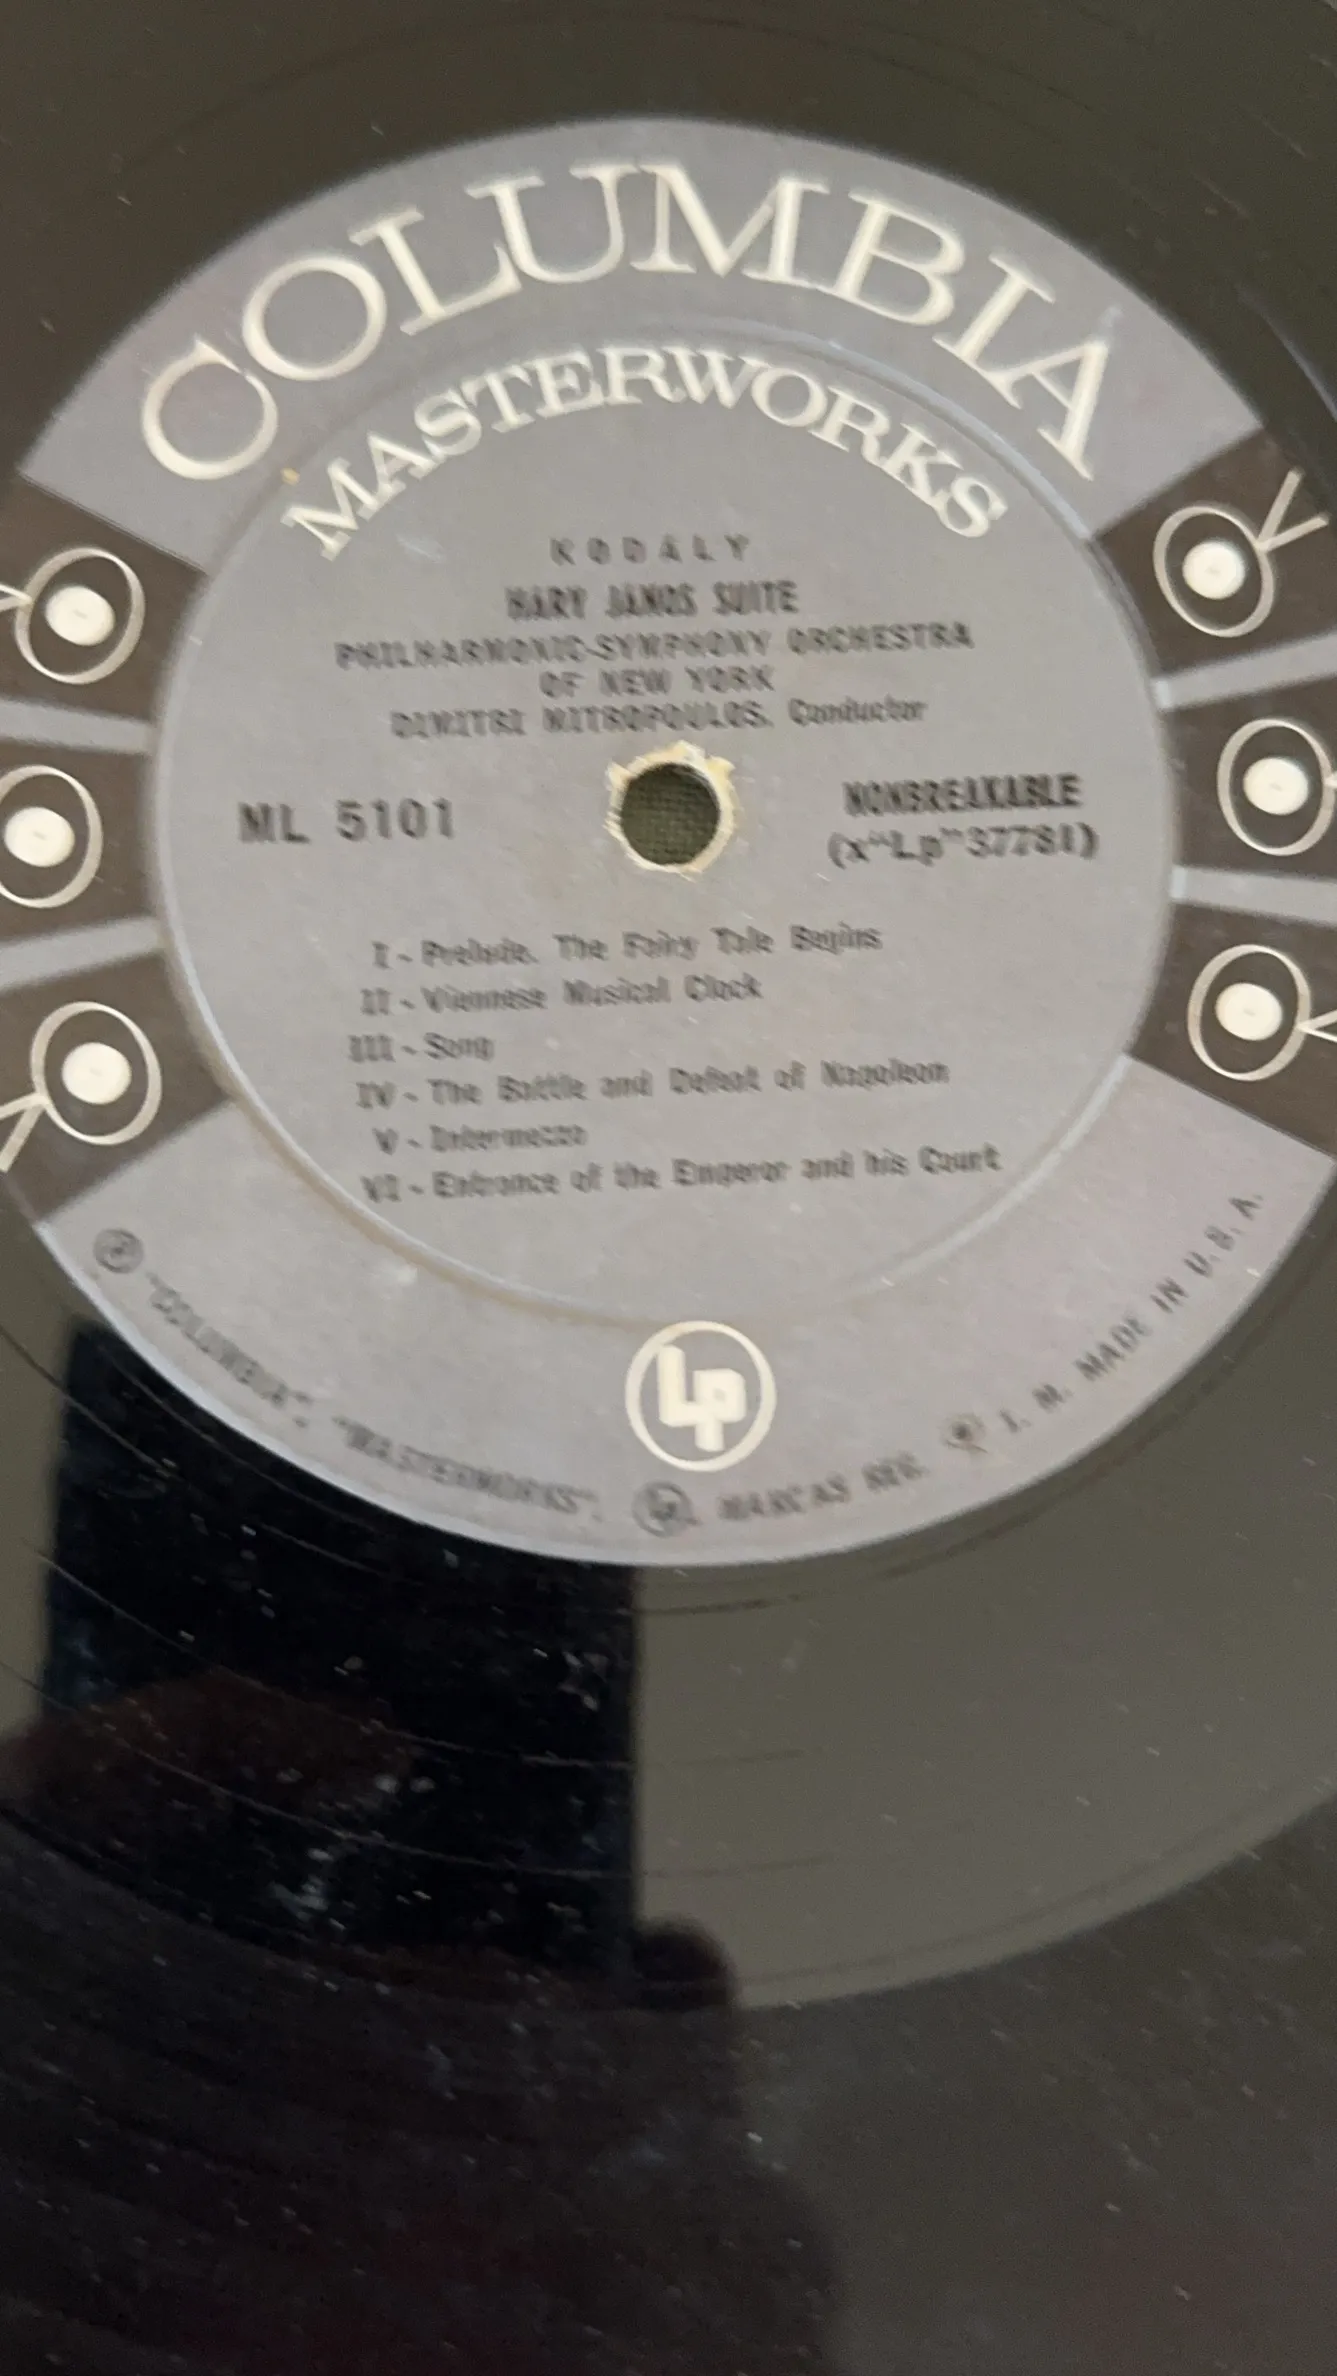 COLUMBIA
MASTERWORKS
KODALY
HARY JANOS SUITE
PHILHARMONIC-SYMPHONY ORCHESTRA
OF NEW YORK
DIMITRI MITROPOULOS, Conductor
ML 5101
NONBREAKABLE
(x"Lp"37781)
I - Prelude. The Fairy Tale Begins
II - Viennese Musical Clock
III - Song
IV - The Battle and Defeat of Napoleon
V - Intermezzo
VI - Entrance of the Emperor and his Court
LP
"COLUMBIA", "MASTERWORKS", LP, MARCAS REG. MADE IN U.S.A.